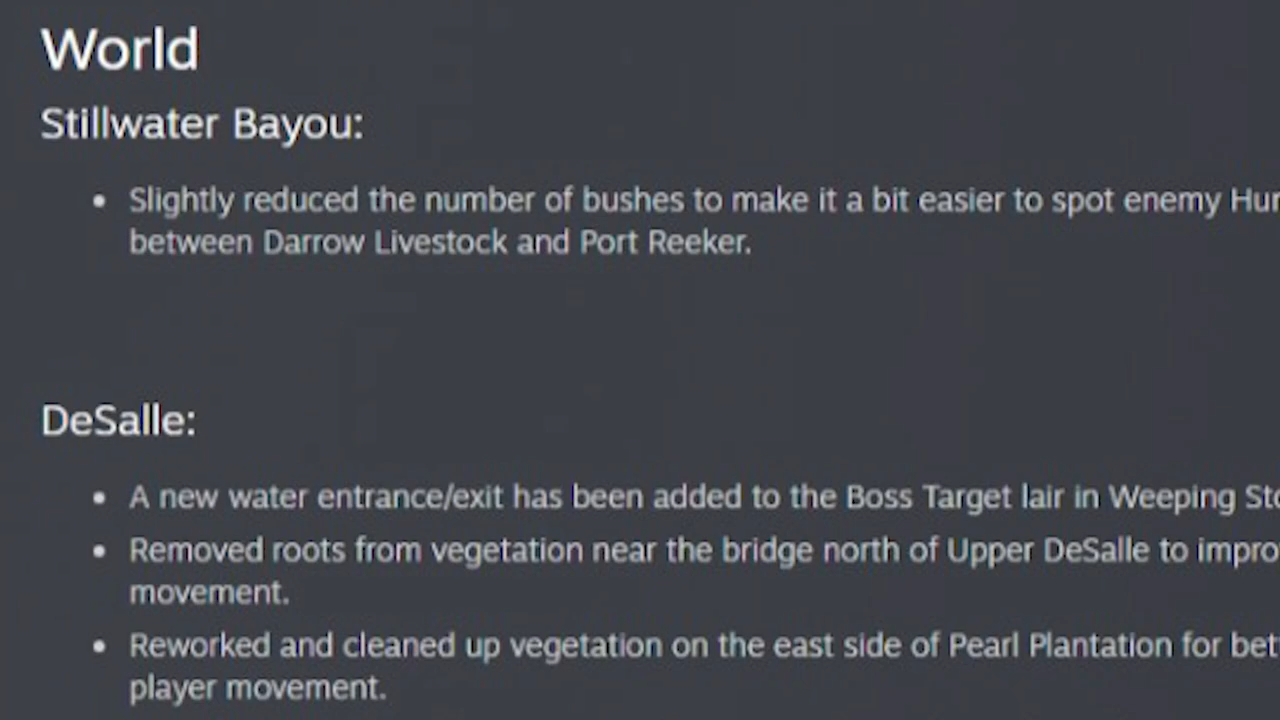 World
Stillwater Bayou:
• Slightly reduced the number of bushes to make it a bit easier to spot enemy
between Darrow Livestock and Port Reeker.
DeSalle:
• A new water entrance/exit has been added to the Boss Target lair in Weeping
• Removed roots from vegetation near the bridge north of Upper DeSalle to
movement.
• Reworked and cleaned up vegetation on the east side of Pearl Plantation for
player movement.